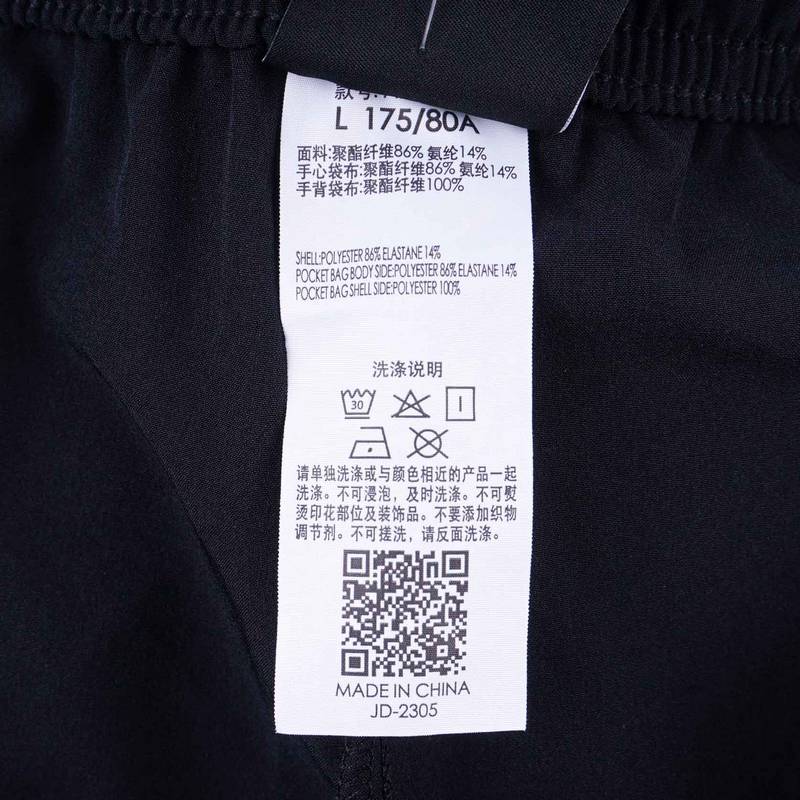 款号:
L 175/80A
面料:聚酯纤维86% 氨纶14%
手心袋布:聚酯纤维86% 氨纶14%
手背袋布:聚酯纤维100%
SHELL:POLYESTER 86% ELASTANE 14%
POCKET BAG BODY SIDE:POLYESTER 86% ELASTANE 14%
POCKET BAG SHELL SIDE:POLYESTER 100%
洗涤说明
30
请单独洗涤或与颜色相近的产品一起
洗涤。不可浸泡，及时洗涤。不可熨
烫印花部位及装饰品。不要添加织物
调节剂。不可搓洗，请反面洗涤。
MADE IN CHINA
JD-2305